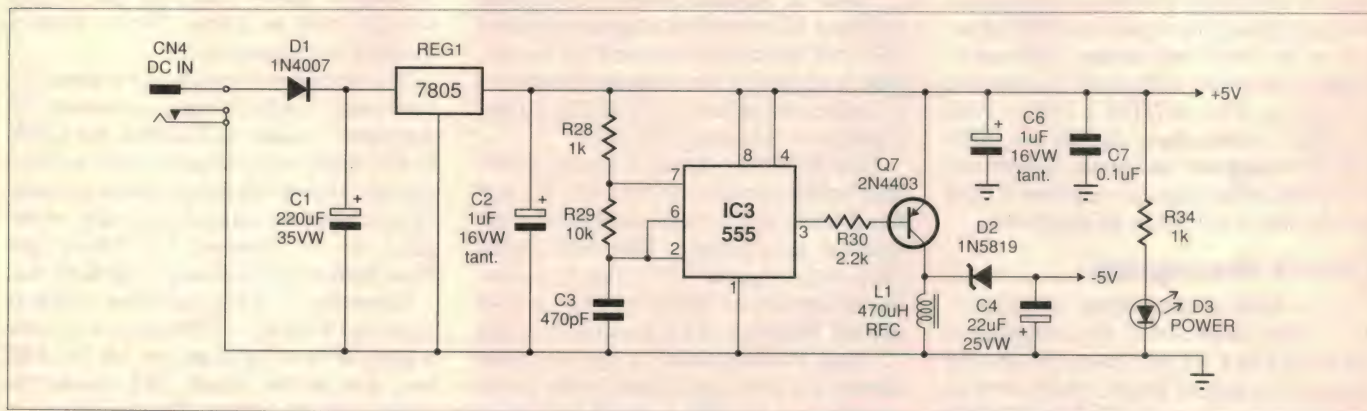 CN4
DC IN
D1
1N4007
REG1
7805
+5V
C1
220uF
35VW
+
C2
1uF
16VW
tant.
+
R28
1k
R29
10k
C3
470pF
7
6
2
8
4
IC3
555
3
1
R30
2.2k
Q7
2N4403
D2
1N5819
-5V
L1
470uH
RFC
C4
22uF
25VW
+
+
C6
1uF
16VW
tant.
C7
0.1uF
R34
1k
D3
POWER